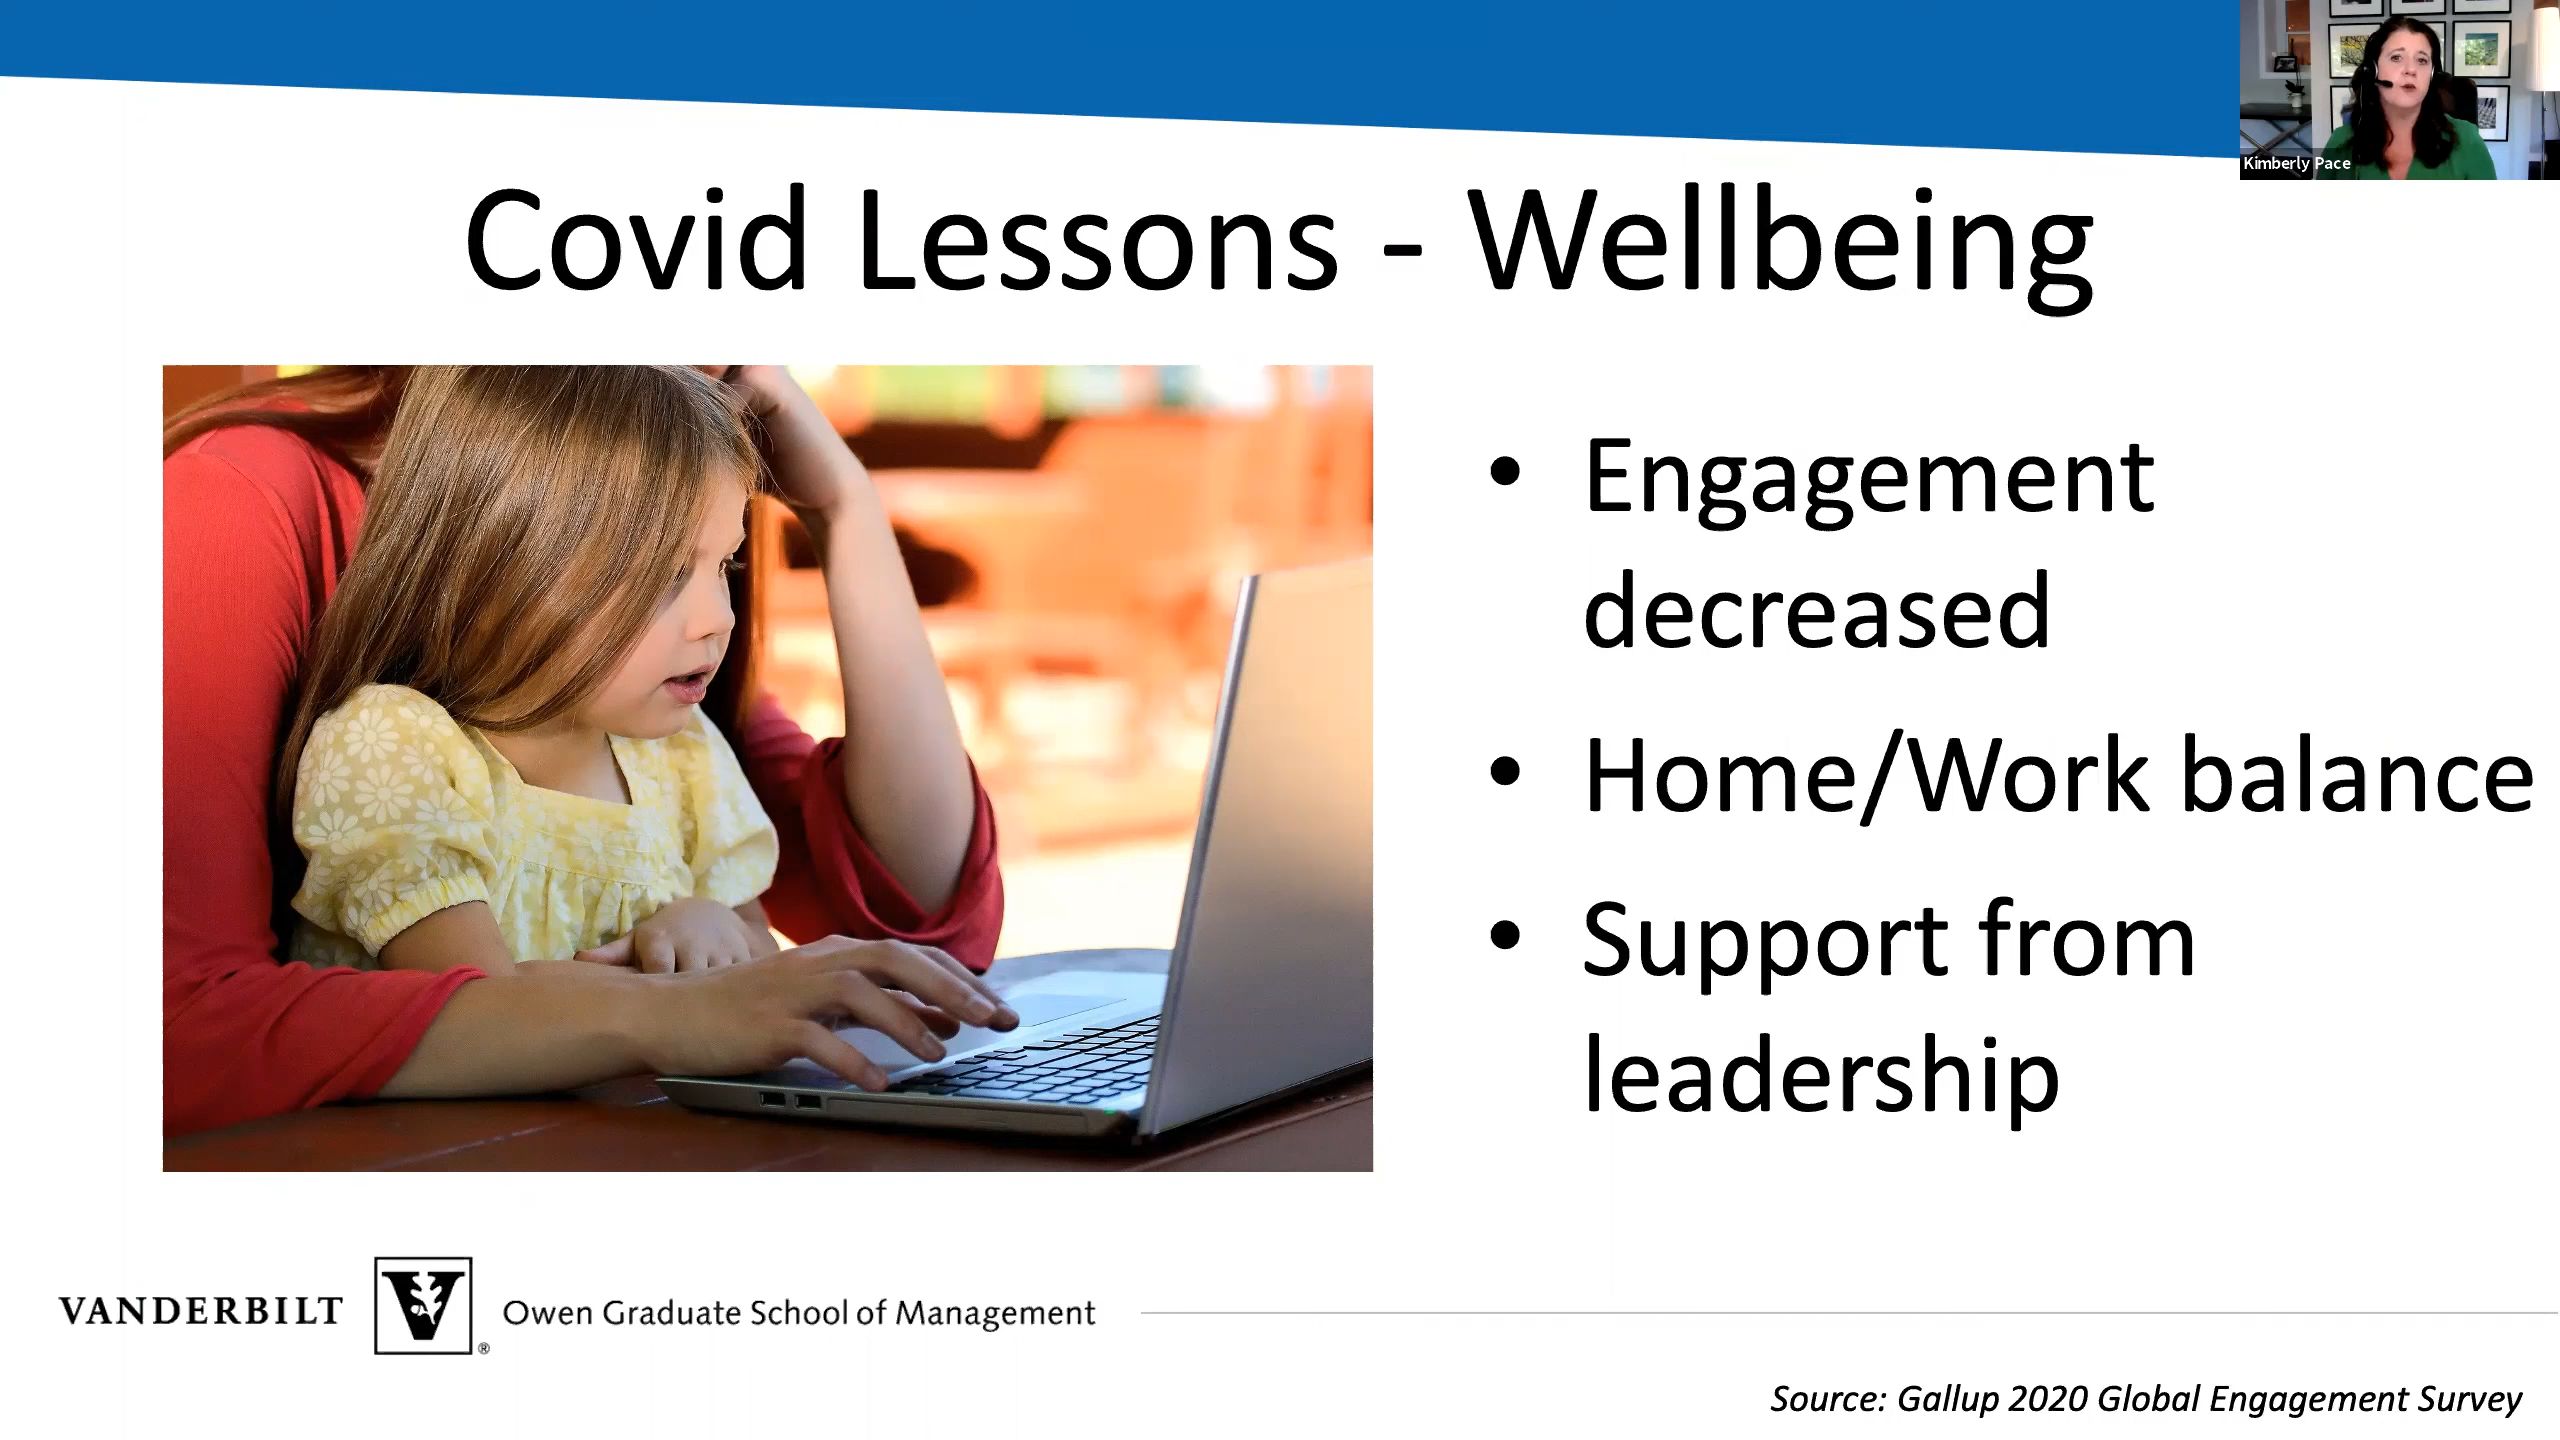 Kimberly Pace
Covid Lessons - Wellbeing
• Engagement
decreased
• Home/Work balance
• Support from
leadership
VANDERBILT V® Owen Graduate School of Management
Source: Gallup 2020 Global Engagement Survey